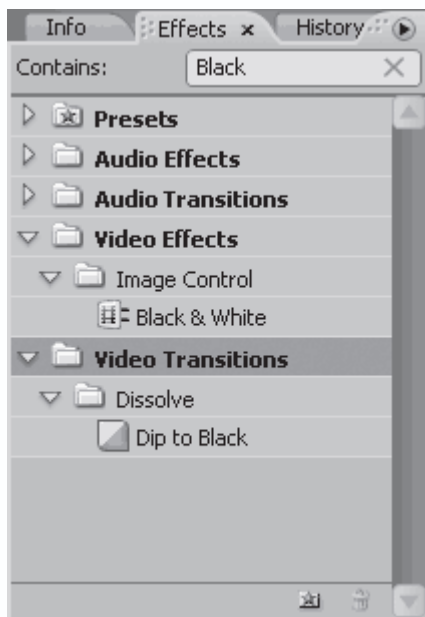 Info Effects x History
Contains: Black
Presets
Audio Effects
Audio Transitions
Video Effects
Image Control
Black & White
Video Transitions
Dissolve
Dip to Black